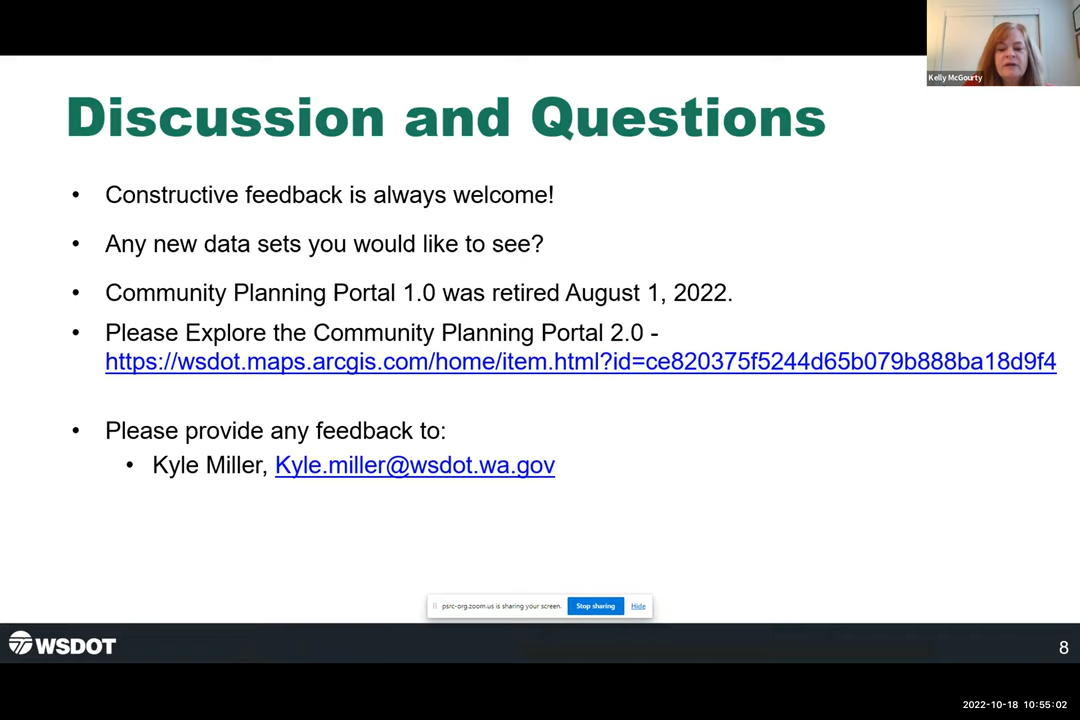 Kelly McGourty
Discussion and Questions
• Constructive feedback is always welcome!
• Any new data sets you would like to see?
• Community Planning Portal 1.0 was retired August 1, 2022.
• Please Explore the Community Planning Portal 2.0 -
https://wsdot.maps.arcgis.com/home/item.html?id=ce820375f5244d65b079b888ba18d9f4
• Please provide any feedback to:
• Kyle Miller, Kyle.miller@wsdot.wa.gov
psrc-org.zoom.us is sharing your screen. Stop sharing Hide
WSDOT
8
2022-10-18 10:55:02